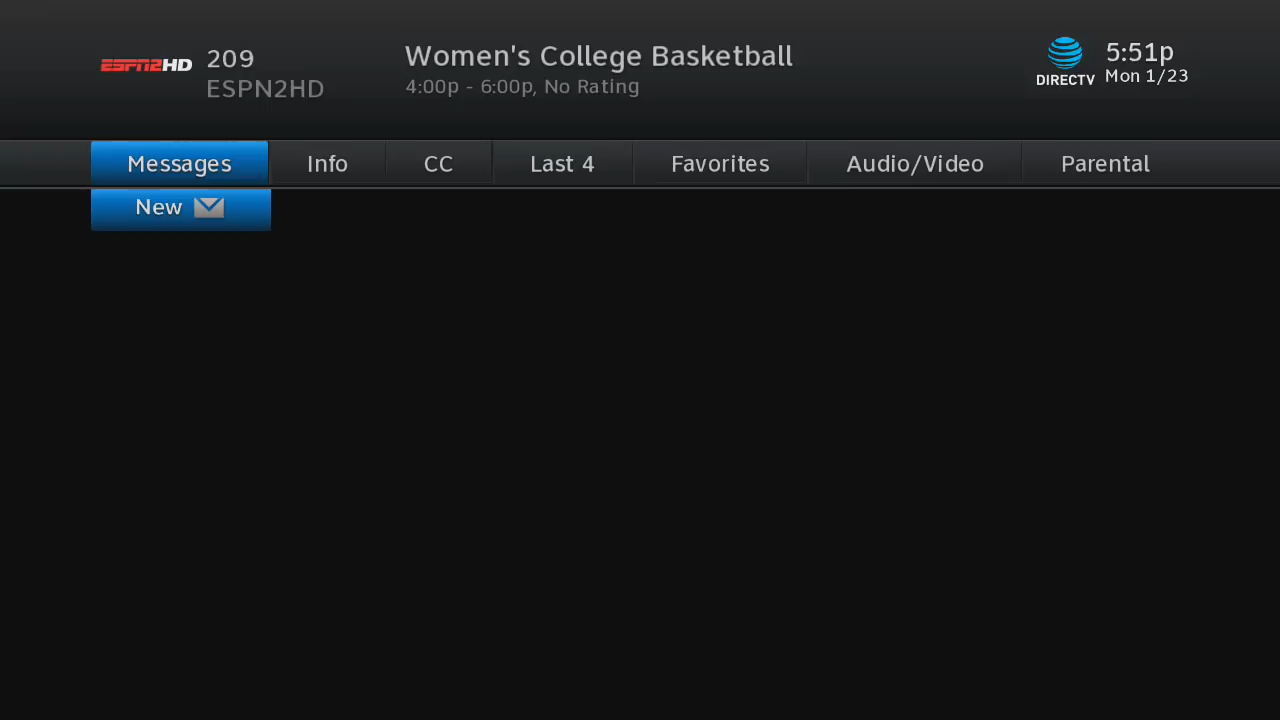 ESPN2HD
209
ESPN2HD
Women's College Basketball
4:00p - 6:00p, No Rating
DIRECTV
5:51p
Mon 1/23
Messages
Info
CC
Last 4
Favorites
Audio/Video
Parental
New